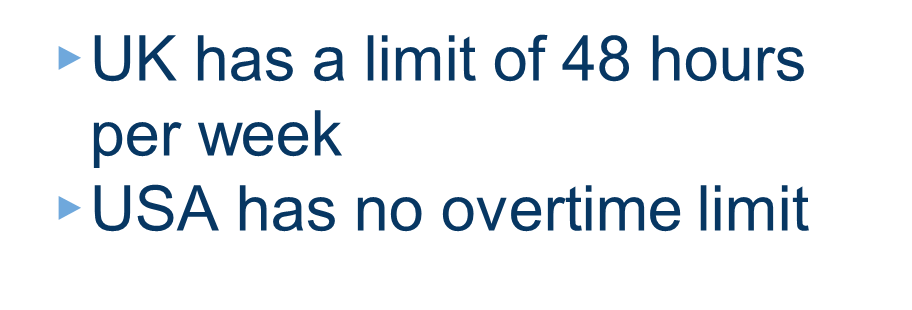 ▸UK has a limit of 48 hours
per week
▸USA has no overtime limit